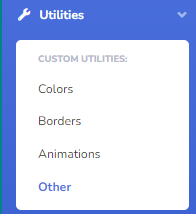 Utilities
CUSTOM UTILITIES:
Colors
Borders
Animations
Other